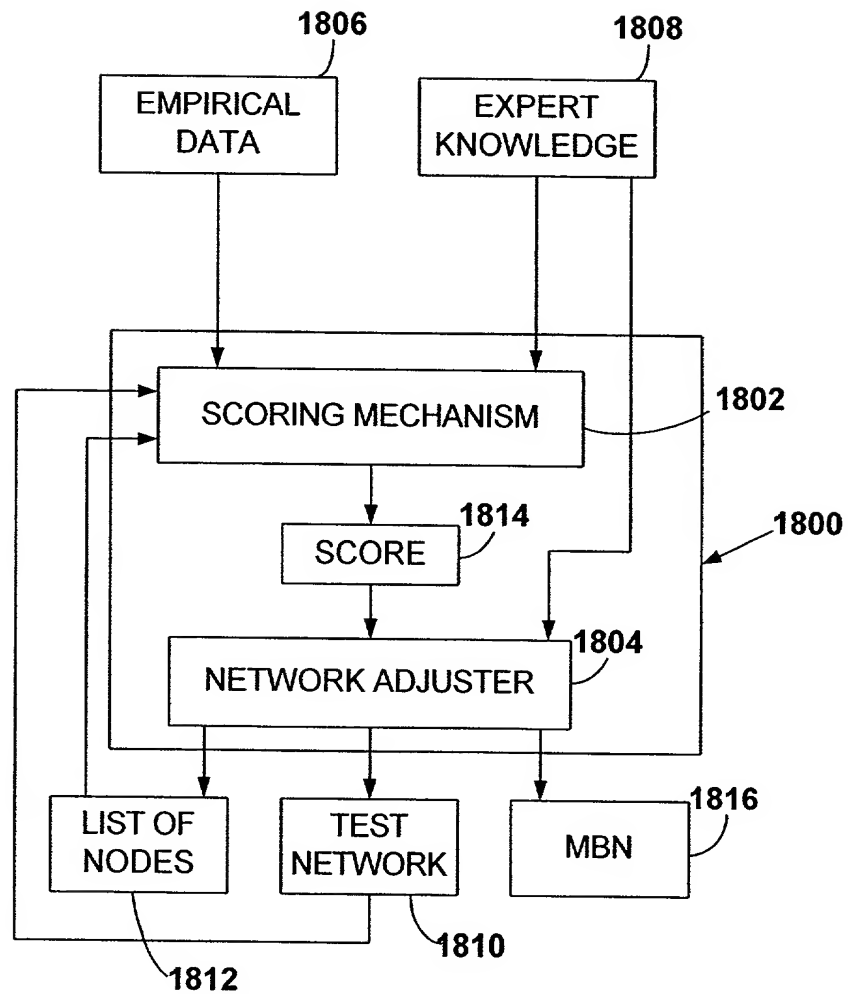 1806
1808
EMPIRICAL
DATA
EXPERT
KNOWLEDGE
SCORING MECHANISM
1802
1814
SCORE
1800
1804
NETWORK ADJUSTER
1816
LIST OF
NODES
TEST
NETWORK
MBN
1810
1812